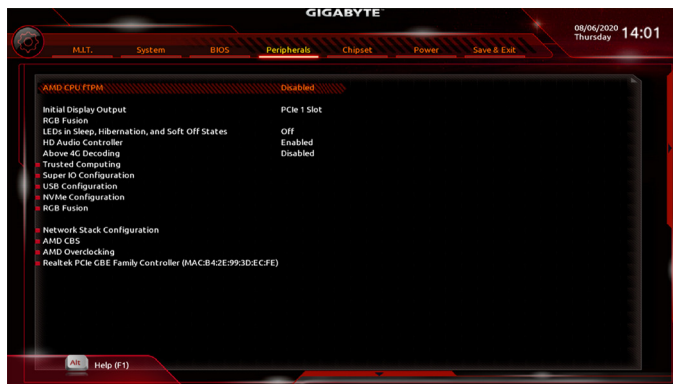 GIGABYTE
08/06/2020 Thursday 14:01
M.I.T. System BIOS Peripherals Chipset Power Save & Exit
AMD CPU fTPM Disabled
Initial Display Output PCIe 1 Slot
RGB Fusion
LEDs in Sleep, Hibernation, and Soft Off States Off
HD Audio Controller Enabled
Above 4G Decoding Disabled
Trusted Computing
Super IO Configuration
USB Configuration
NVMe Configuration
RGB Fusion
Network Stack Configuration
AMD CBS
AMD Overclocking
Realtek PCIe GBE Family Controller (MAC:B4:2E:99:3D:EC:FE)
Alt Help (F1)